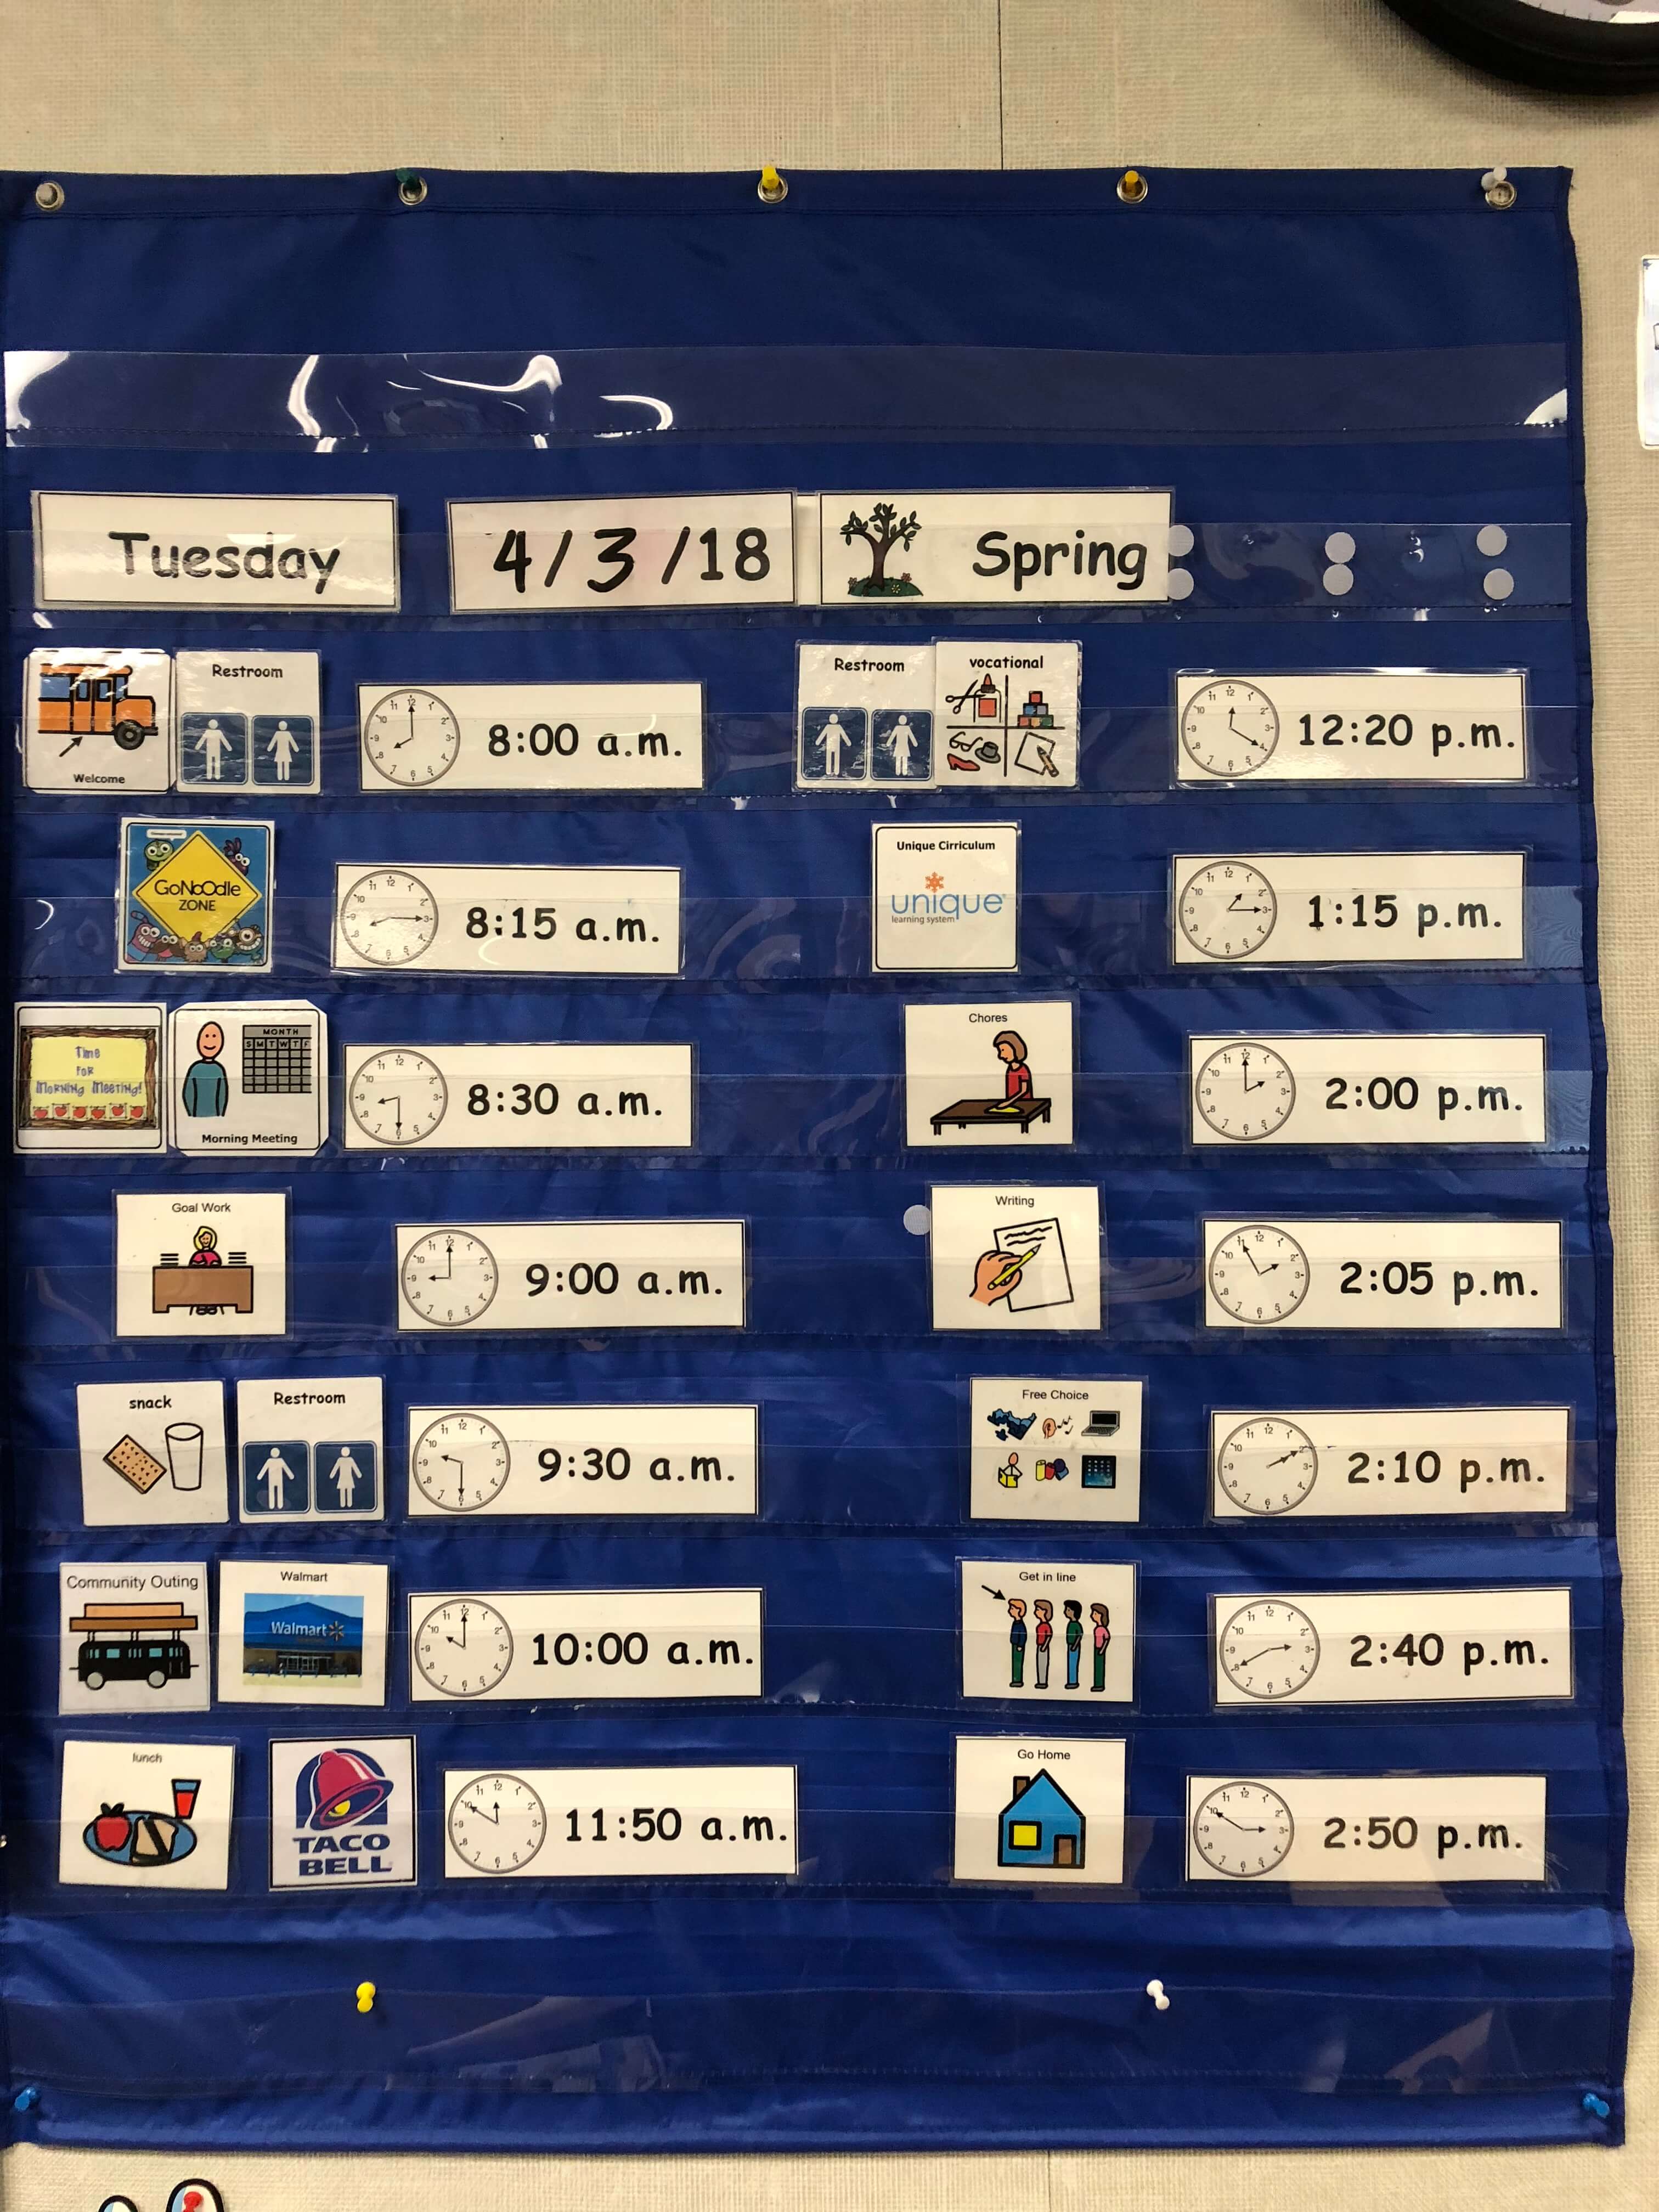 Tuesday
4/3/18
Spring
Welcome
Restroom
8:00 a.m.
GoNoOdle
ZONE
8:15 a.m.
Time
FOR
MORNING MEETING!
MONTH
S M T W T F
Morning Meeting
8:30 a.m.
Goal Work
9:00 a.m.
snack
Restroom
9:30 a.m.
Community Outing
Walmart
Walmart
10:00 a.m.
lunch
TACO
BELL
11:50 a.m.
Restroom
vocational
12:20 p.m.
Unique Cirriculum
unique
learning system
1:15 p.m.
Chores
2:00 p.m.
Writing
2:05 p.m.
Free Choice
2:10 p.m.
Get in line
2:40 p.m.
Go Home
2:50 p.m.